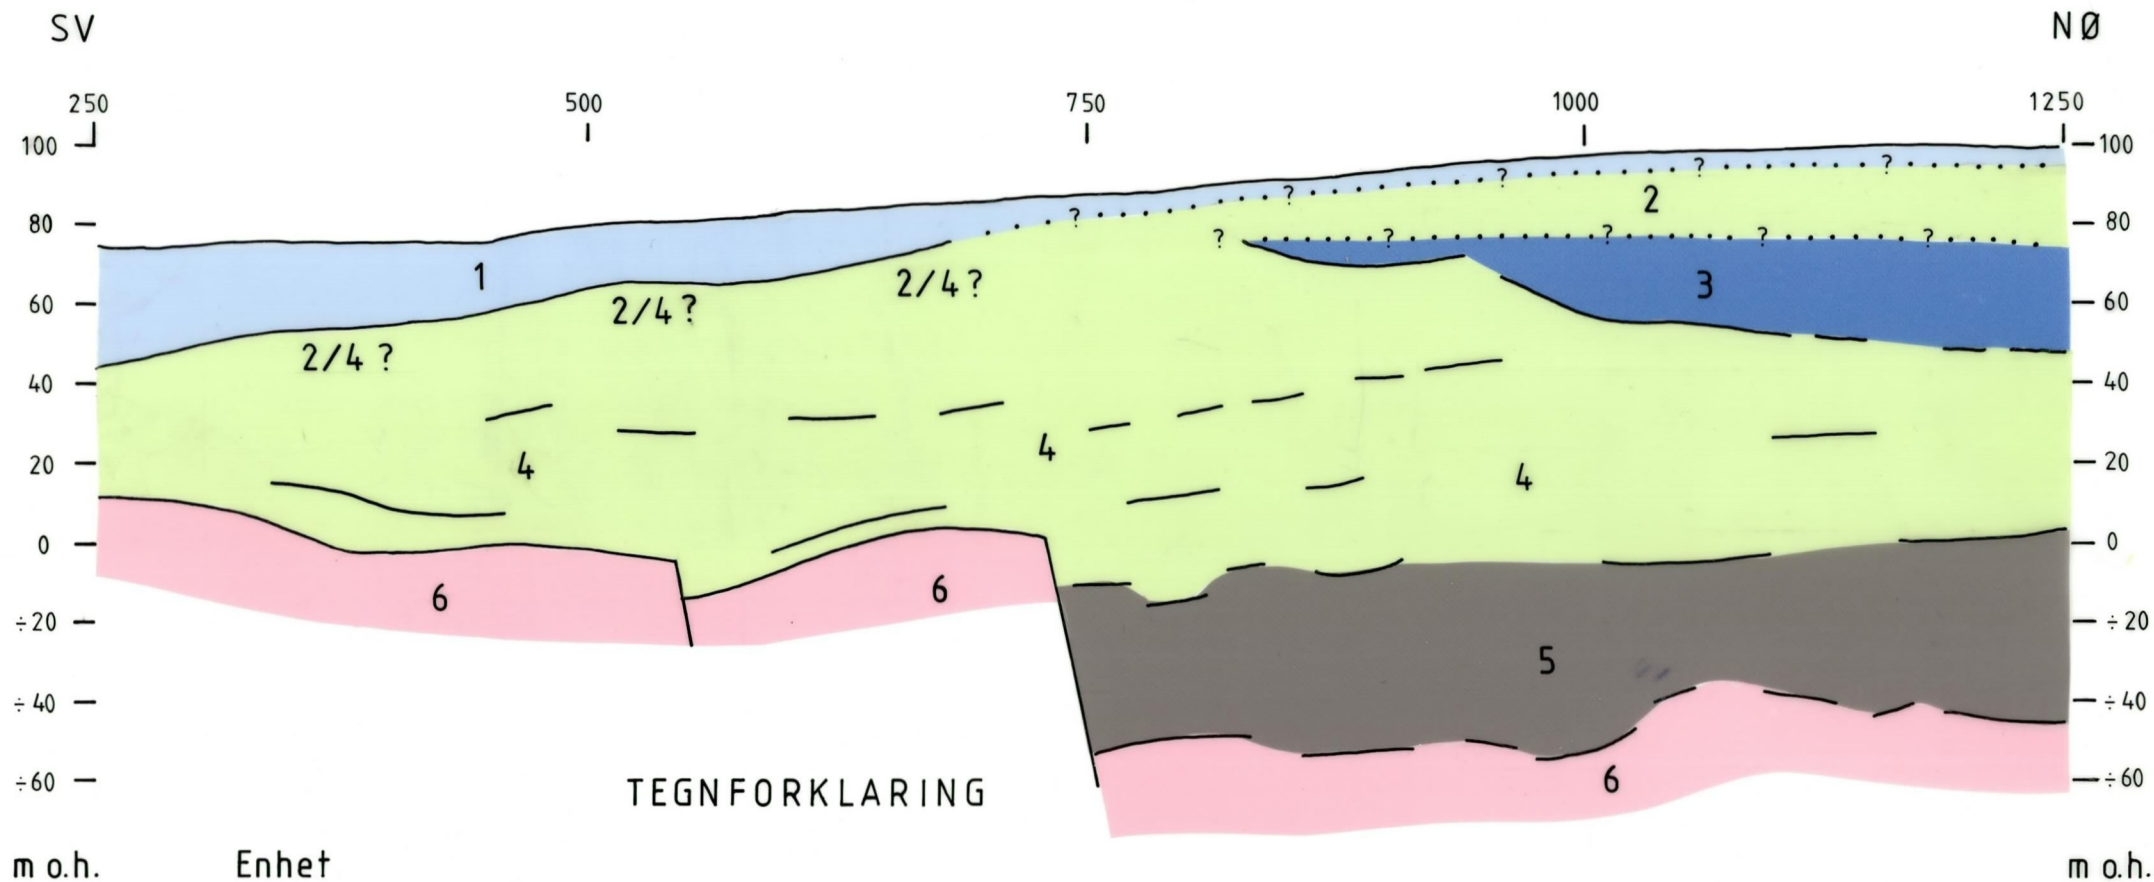 SV NØ
250 500 750 1000 1250
100 100
? ?
? 2
?
80 ? 80
? ? ? ? ?
1 2/4? 3
60 2/4? 60
2/4 ?
40 40
4
20 4 4 20
0 0
6 6
÷20 ÷20
5
÷40 ÷40
÷60 TEGNFORKLARING 6 ÷60
m o.h. Enhet m o.h.